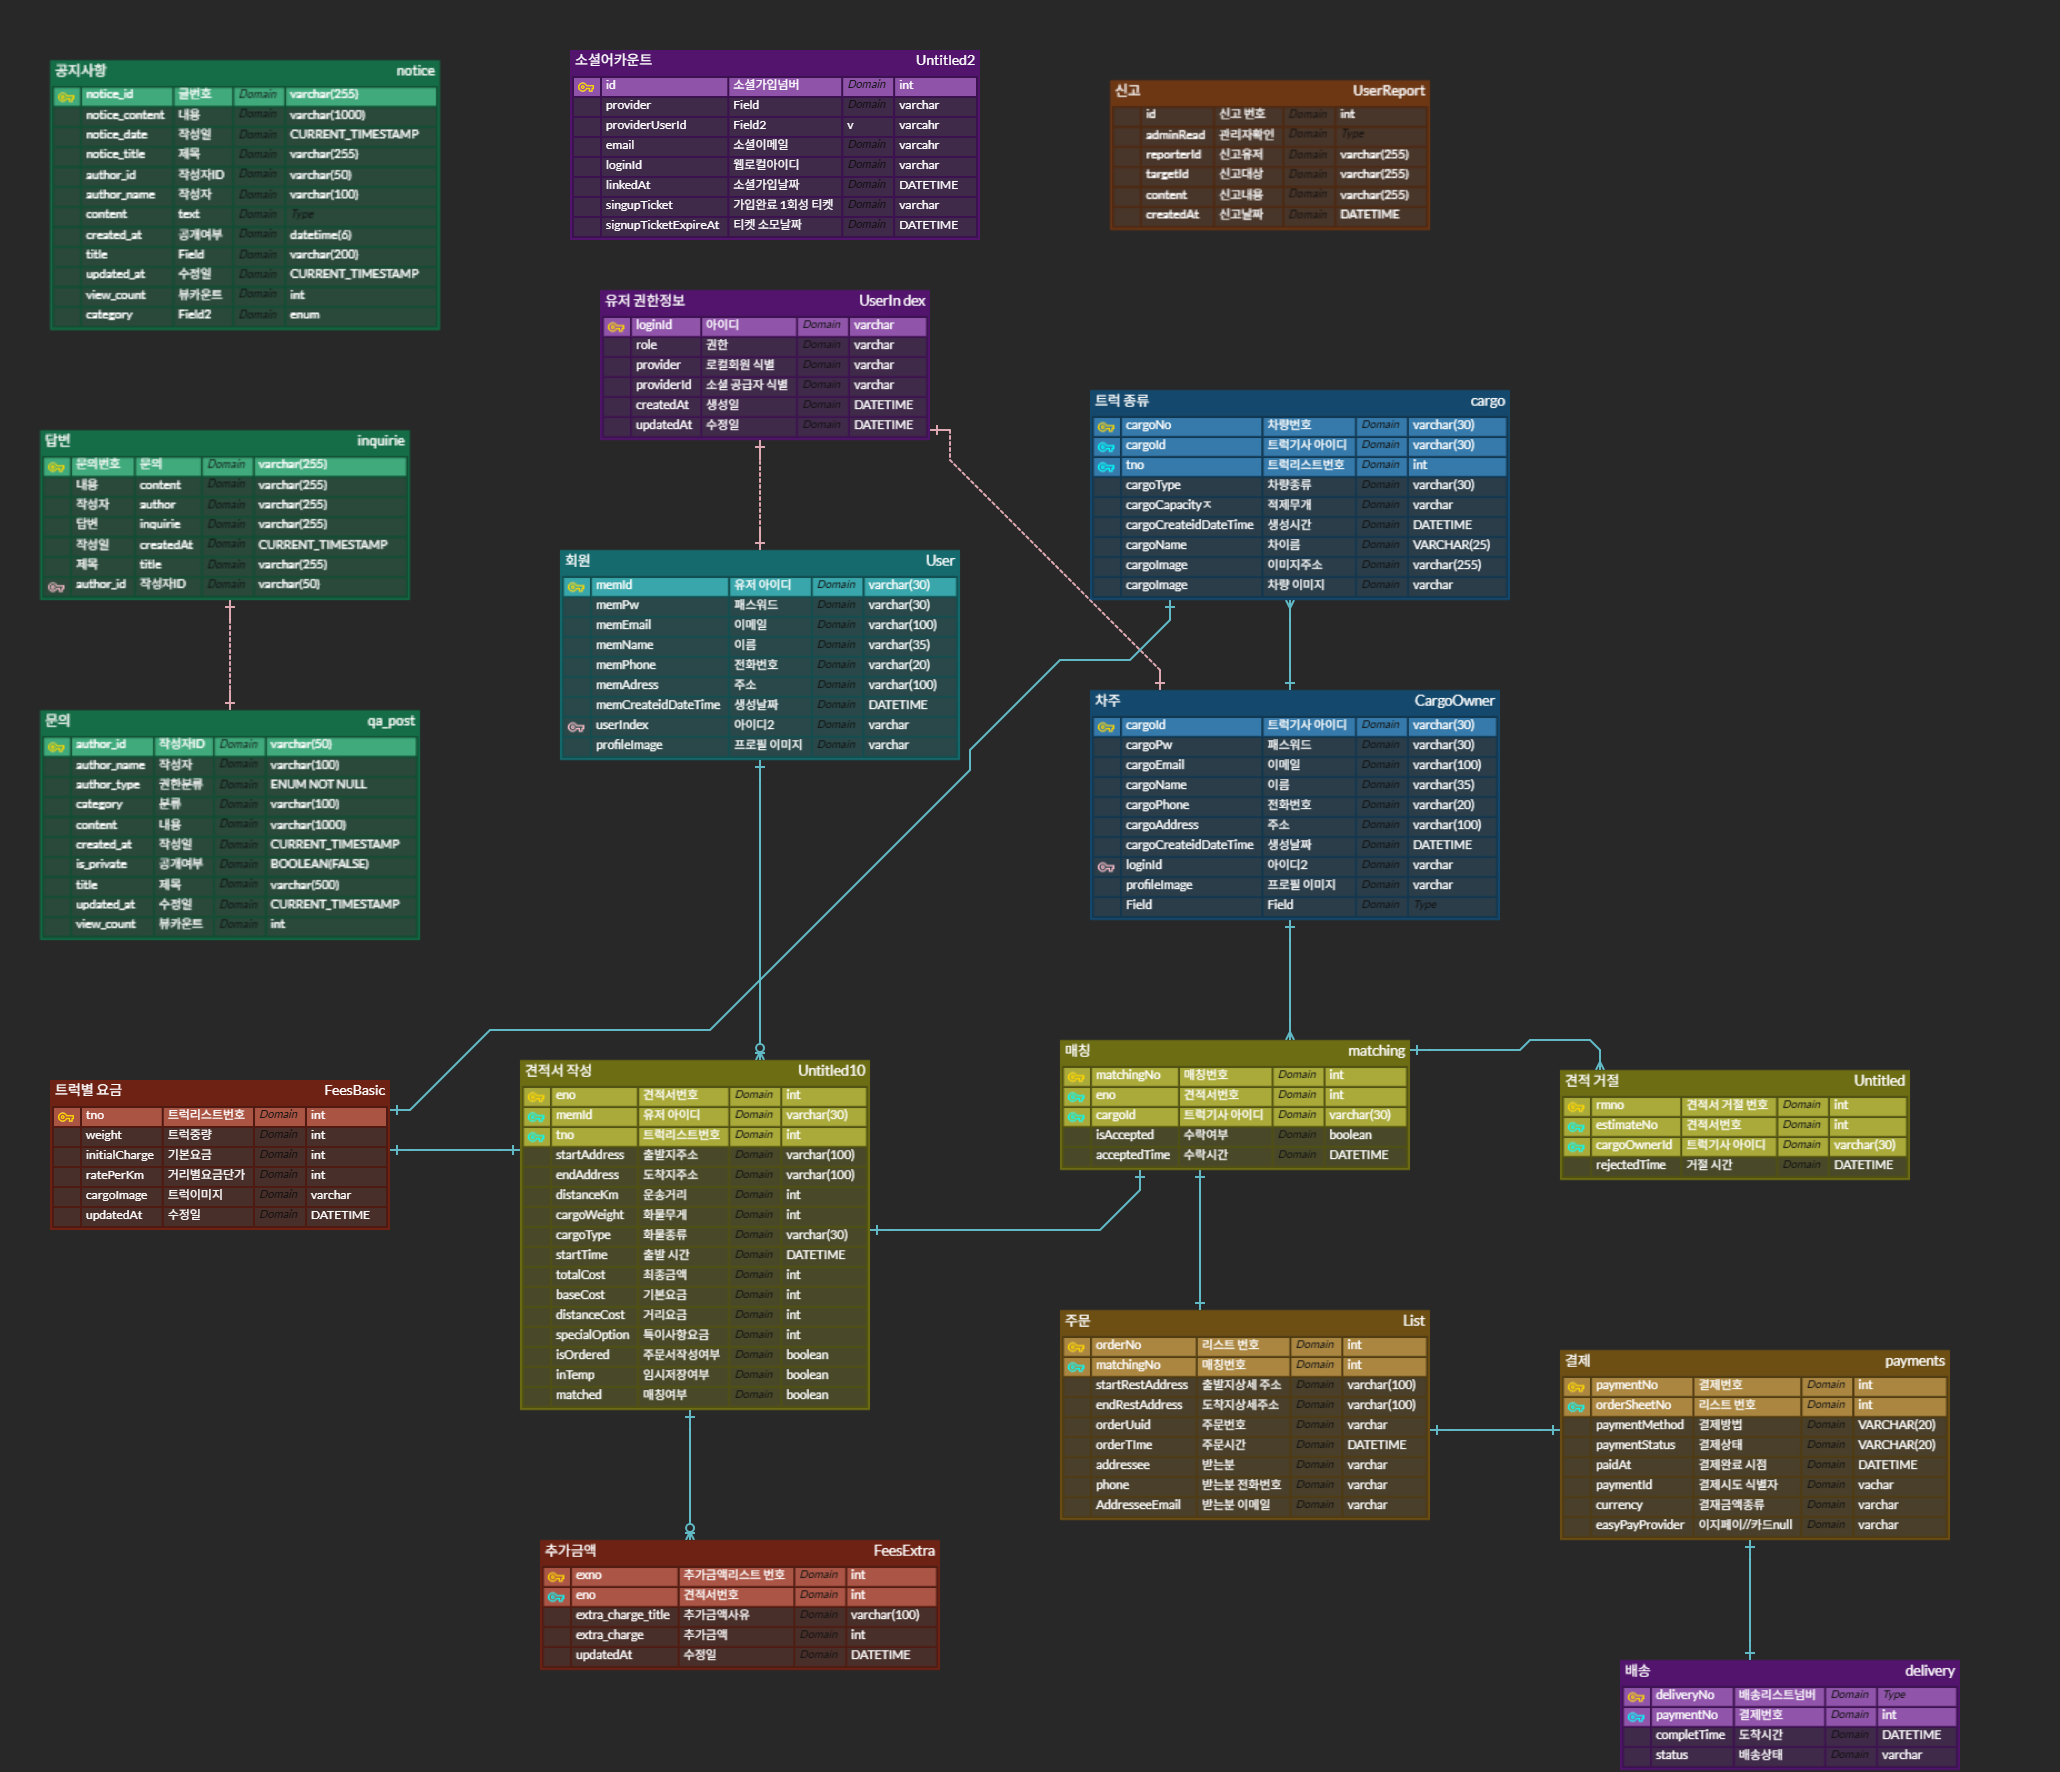 공지사항 notice
notice_id 글번호 Domain varchar(255)
notice_content 내용 Domain varchar(1000)
notice_date 작성일 Domain CURRENT_TIMESTAMP
notice_title 제목 Domain varchar(255)
author_id 작성자ID Domain varchar(50)
author_name 작성자 Domain varchar(100)
content text Domain Type
created_at 공개여부 Domain datetime(6)
title Field Domain varchar(200)
updated_at 수정일 Domain CURRENT_TIMESTAMP
view_count 뷰카운트 Domain int
category Field2 Domain enum
소셜어카운트 Untitled2
id 소셜가입넘버 Domain int
provider Field Domain varchar
providerUserId Field2 v varcahr
email 소셜이메일 Domain varcahr
loginId 웹로컬아이디 Domain varchar
linkedAt 소셜가입날짜 Domain DATETIME
singupTicket 가입완료 1회성 티켓 Domain varchar
signupTicketExpireAt 티켓 소모날짜 Domain DATETIME
신고 UserReport
id 신고 번호 Domain int
adminRead 관리자확인 Domain Type
reporterId 신고유저 Domain varchar(255)
targetId 신고대상 Domain varchar(255)
content 신고내용 Domain varchar(255)
createdAt 신고날짜 Domain DATETIME
유저 권한정보 UserIn dex
loginId 아이디 Domain varchar
role 권한 Domain varchar
provider 로컬회원 식별 Domain varchar
providerId 소셜 공급자 식별 Domain varchar
createdAt 생성일 Domain DATETIME
updatedAt 수정일 Domain DATETIME
트럭 종류 cargo
cargoNo 차량번호 Domain varchar(30)
cargoId 트럭기사 아이디 Domain varchar(30)
tno 트럭리스트번호 Domain int
cargoType 차량종류 Domain varchar(30)
cargoCapacityㅈ 적제무개 Domain varchar
cargoCreateidDateTime 생성시간 Domain DATETIME
cargoName 차이름 Domain VARCHAR(25)
cargoImage 이미지주소 Domain varchar(255)
cargoImage 차량 이미지 Domain varchar
답변 inquirie
문의번호 문의 Domain varchar(255)
내용 content Domain varchar(255)
작성자 author Domain varchar(255)
답변 inquirie Domain varchar(255)
작성일 createdAt Domain CURRENT_TIMESTAMP
제목 title Domain varchar(255)
author_id 작성자ID Domain varchar(50)
회원 User
memId 유저 아이디 Domain varchar(30)
memPw 패스워드 Domain varchar(30)
memEmail 이메일 Domain varchar(100)
memName 이름 Domain varchar(35)
memPhone 전화번호 Domain varchar(20)
memAdress 주소 Domain varchar(100)
memCreateidDateTime 생성날짜 Domain DATETIME
userIndex 아이디2 Domain varchar
profileImage 프로필 이미지 Domain varchar
차주 CargoOwner
cargoId 트럭기사 아이디 Domain varchar(30)
cargoPw 패스워드 Domain varchar(30)
cargoEmail 이메일 Domain varchar(100)
cargoName 이름 Domain varchar(35)
cargoPhone 전화번호 Domain varchar(20)
cargoAddress 주소 Domain varchar(100)
cargoCreateidDateTime 생성날짜 Domain DATETIME
loginId 아이디2 Domain varchar
profileImage 프로필 이미지 Domain varchar
Field Field Domain Type
문의 qa_post
author_id 작성자ID Domain varchar(50)
author_name 작성자 Domain varchar(100)
author_type 권한분류 Domain ENUM NOT NULL
category 분류 Domain varchar(100)
content 내용 Domain varchar(1000)
created_at 작성일 Domain CURRENT_TIMESTAMP
is_private 공개여부 Domain BOOLEAN(FALSE)
title 제목 Domain varchar(500)
updated_at 수정일 Domain CURRENT_TIMESTAMP
view_count 뷰카운트 Domain int
트럭별 요금 FeesBasic
tno 트럭리스트번호 Domain int
weight 트럭중량 Domain int
initialCharge 기본요금 Domain int
ratePerKm 거리별요금단가 Domain int
cargoImage 트럭이미지 Domain varchar
updatedAt 수정일 Domain DATETIME
견적서 작성 Untitled10
eno 견적서번호 Domain int
memId 유저 아이디 Domain varchar(30)
tno 트럭리스트번호 Domain int
startAddress 출발지주소 Domain varchar(100)
endAddress 도착지주소 Domain varchar(100)
distanceKm 운송거리 Domain int
cargoWeight 화물무게 Domain int
cargoType 화물종류 Domain varchar(30)
startTime 출발 시간 Domain DATETIME
totalCost 최종금액 Domain int
baseCost 기본요금 Domain int
distanceCost 거리요금 Domain int
specialOption 특이사항요금 Domain int
isOrdered 주문서작성여부 Domain boolean
inTemp 임시저장여부 Domain boolean
matched 매칭여부 Domain boolean
매칭 matching
matchingNo 매칭번호 Domain int
eno 견적서번호 Domain int
cargoId 트럭기사 아이디 Domain varchar(30)
isAccepted 수락여부 Domain boolean
acceptedTime 수락시간 Domain DATETIME
견적 거절 Untitled
rmno 견적서 거절 번호 Domain int
estimateNo 견적서번호 Domain int
cargoOwnerId 트럭기사 아이디 Domain varchar(30)
rejectedTime 거절 시간 Domain DATETIME
주문 List
orderNo 리스트 번호 Domain int
matchingNo 매칭번호 Domain int
startRestAddress 출발지상세 주소 Domain varchar(100)
endRestAddress 도착지상세주소 Domain varchar(100)
orderUuid 주문번호 Domain varchar
orderTIme 주문시간 Domain DATETIME
addressee 받는분 Domain varchar
phone 받는분 전화번호 Domain varchar
AddresseeEmail 받는분 이메일 Domain varchar
결제 payments
paymentNo 결제번호 Domain int
orderSheetNo 리스트 번호 Domain int
paymentMethod 결제방법 Domain VARCHAR(20)
paymentStatus 결제상태 Domain VARCHAR(20)
paidAt 결제완료 시점 Domain DATETIME
paymentId 결제시도 식별자 Domain vachar
currency 결재금액종류 Domain varchar
easyPayProvider 이지페이//카드null Domain varchar
추가금액 FeesExtra
exno 추가금액리스트 번호 Domain int
eno 견적서번호 Domain int
extra_charge_title 추가금액사유 Domain varchar(100)
extra_charge 추가금액 Domain int
updatedAt 수정일 Domain DATETIME
배송 delivery
deliveryNo 배송리스트넘버 Domain Type
paymentNo 결제번호 Domain int
completTime 도착시간 Domain DATETIME
status 배송상태 Domain varchar